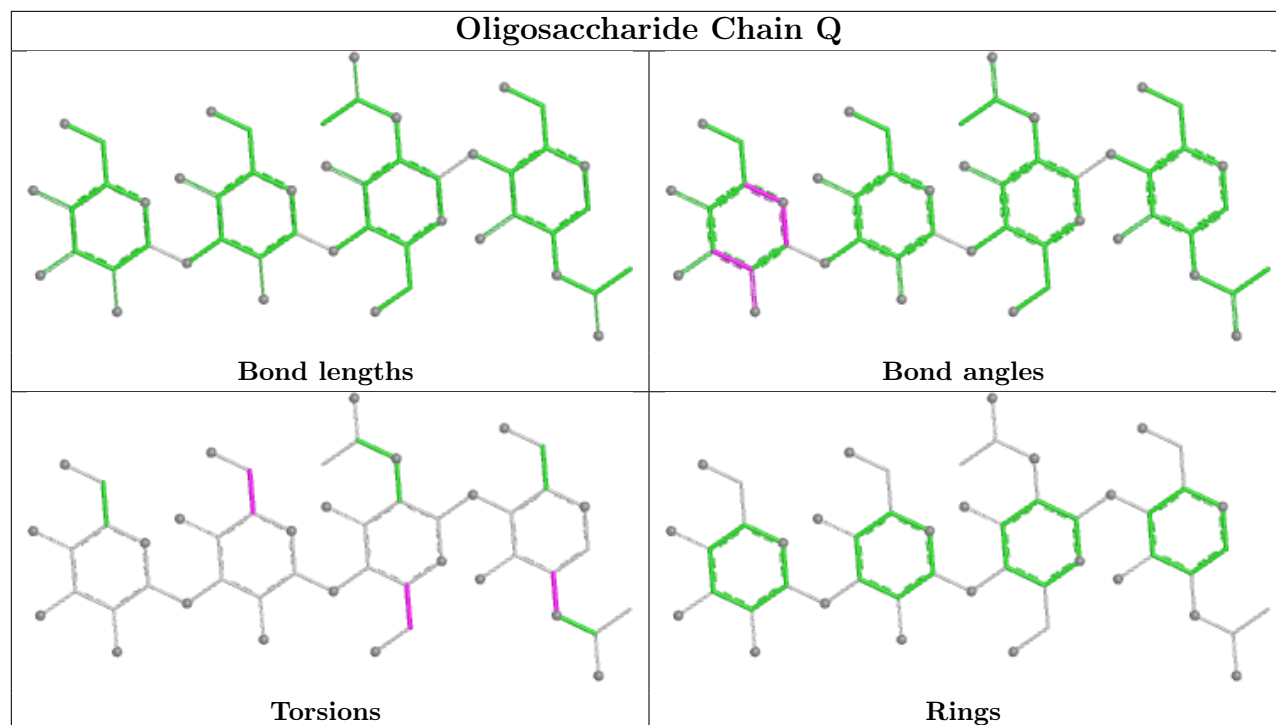 Oligosaccharide Chain Q
Bond lengths
Bond angles
Torsions
Rings